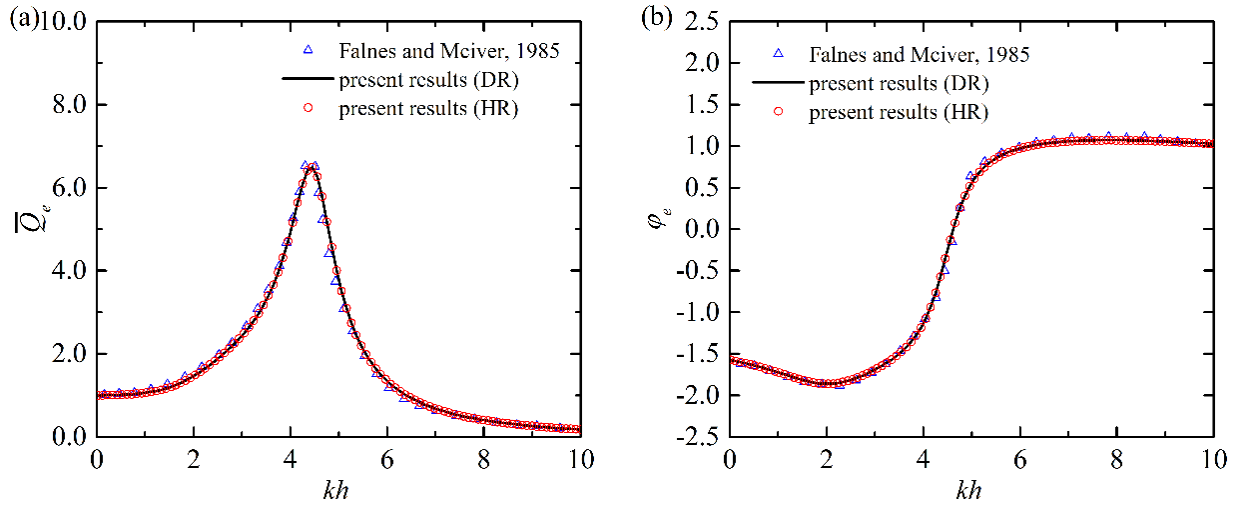 (a)
10.0
8.0
6.0
4.0
2.0
0.0
Q̅e
0
2
4
6
8
10
kh
Falnes and Mciver, 1985
present results (DR)
present results (HR)
(b)
2.5
2.0
1.5
1.0
0.5
0.0
-0.5
-1.0
-1.5
-2.0
-2.5
φe
0
2
4
6
8
10
kh
Falnes and Mciver, 1985
present results (DR)
present results (HR)